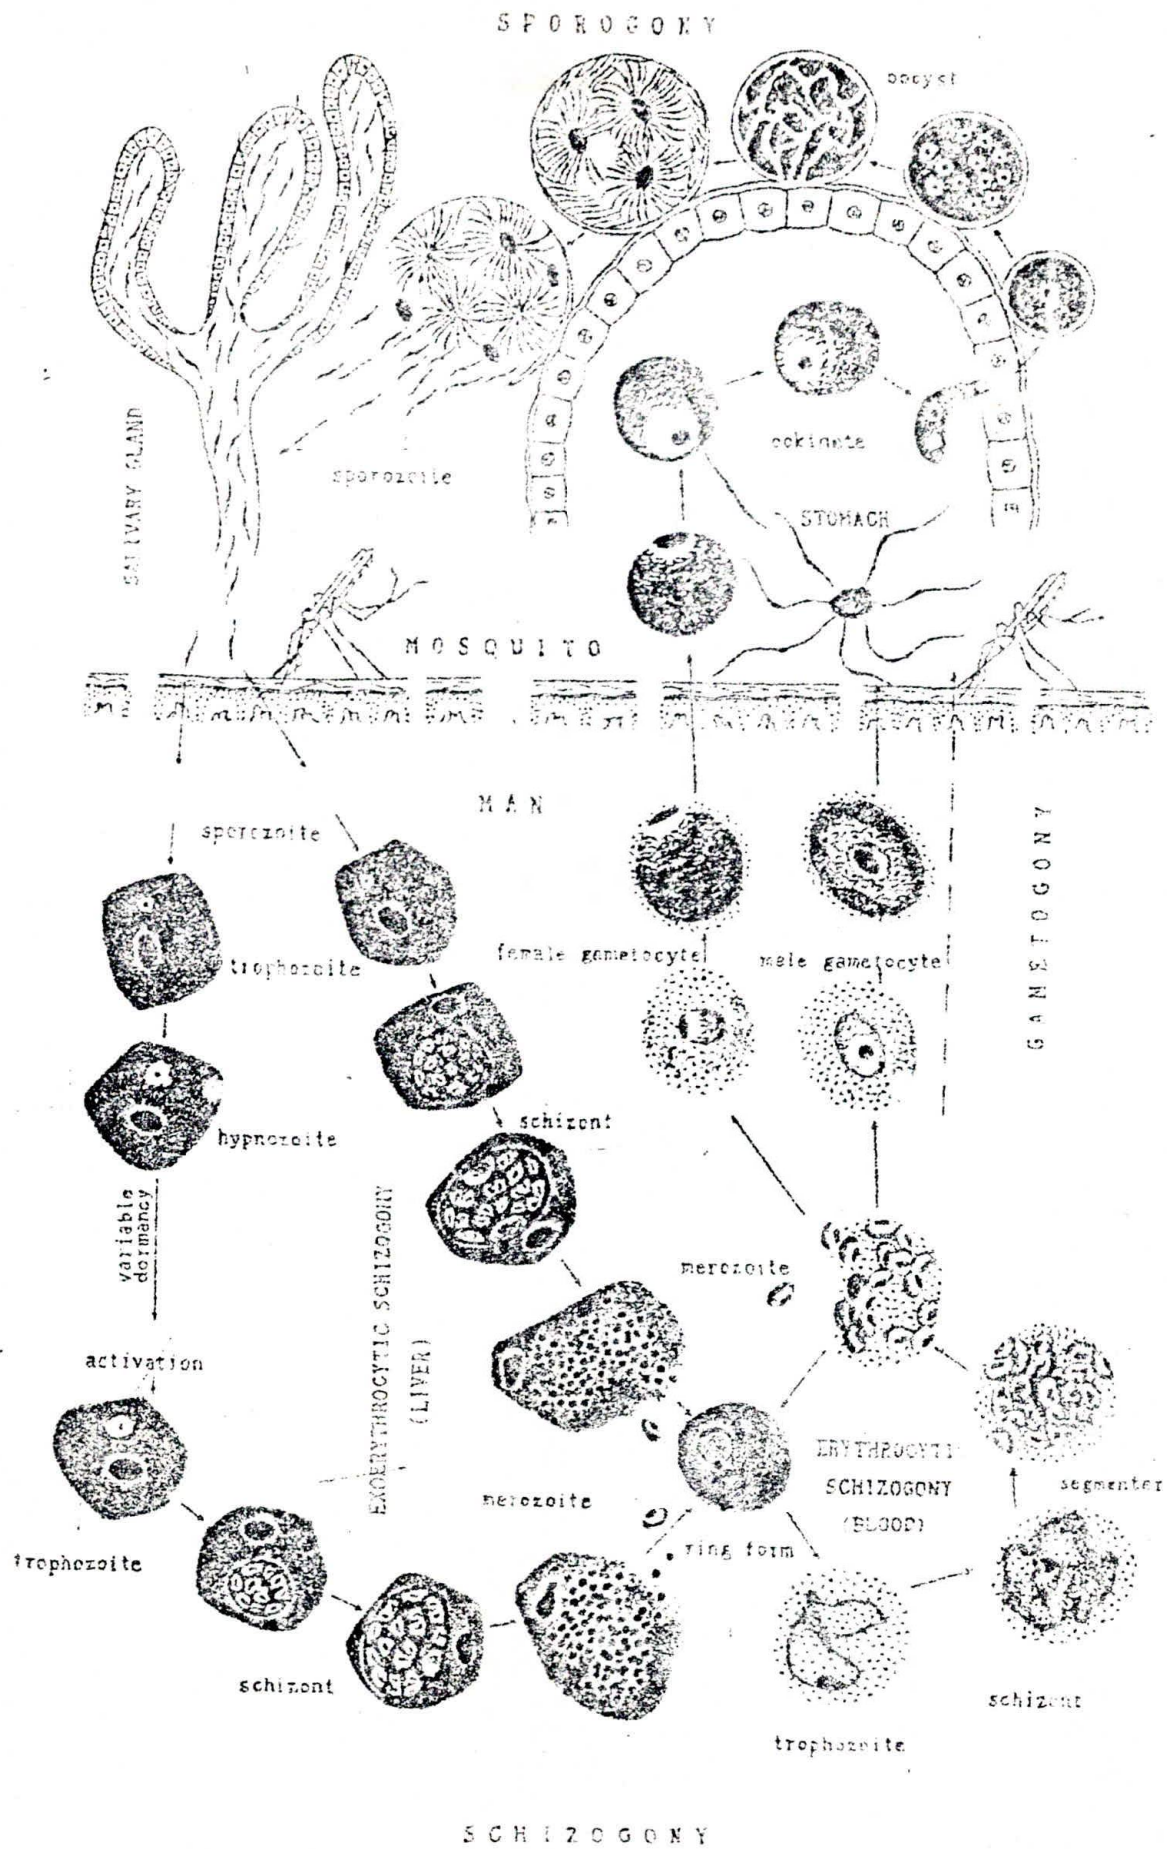 SPOROGONY
oocyst
SALIVARY GLAND
sporozoite
ookinete
STOMACH
MOSQUITO
MAN
sporozoite
GAMETOGONY
trophozoite
female gametocyte
male gametocyte
hypnozoite
schizont
variable
dormancy
EXOERYTHROCYTIC SCHIZOGONY
(LIVER)
merozoite
activation
ERYTHROCYTI
SCHIZOGONY
(BLOOD)
segmenter
merozoite
ring form
trophozoite
schizont
schizont
trophozoite
SCHIZOGONY